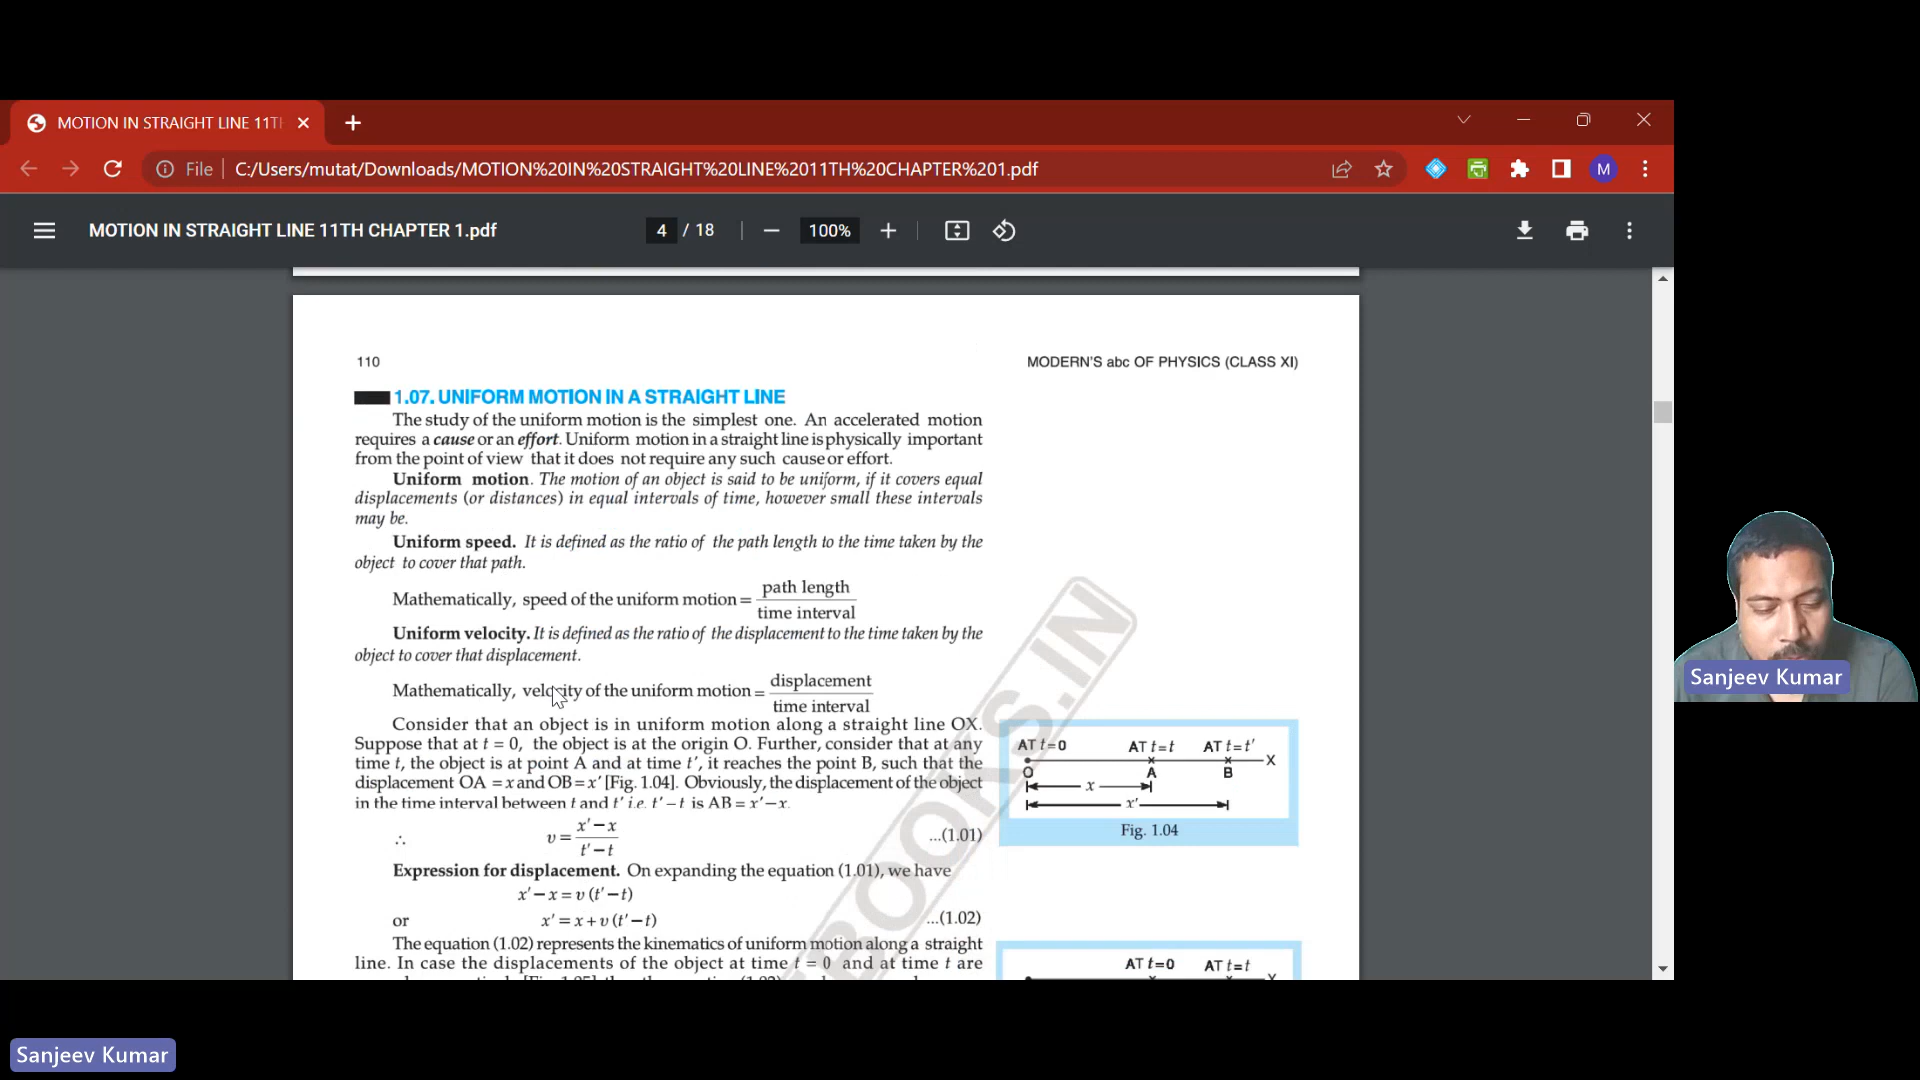 MOTION IN STRAIGHT LINE 11TH
File C:/Users/mutat/Downloads/MOTION%20IN%20STRAIGHT%20LINE%2011TH%20CHAPTER%201.pdf
M
MOTION IN STRAIGHT LINE 11TH CHAPTER 1.pdf 4 / 18 100%
110 MODERN'S abc OF PHYSICS (CLASS XI)
1.07. UNIFORM MOTION IN A STRAIGHT LINE
The study of the uniform motion is the simplest one. An accelerated motion
requires a cause or an effort. Uniform motion in a straight line is physically important
from the point of view that it does not require any such cause or effort.
Uniform motion. The motion of an object is said to be uniform, if it covers equal
displacements (or distances) in equal intervals of time, however small these intervals
may be.
Uniform speed. It is defined as the ratio of the path length to the time taken by the
object to cover that path.
Mathematically, speed of the uniform motion = path length
time interval
Uniform velocity. It is defined as the ratio of the displacement to the time taken by the
object to cover that displacement.
Mathematically, velocity of the uniform motion = displacement
time interval
Consider that an object is in uniform motion along a straight line OX.
Suppose that at t = 0, the object is at the origin O. Further, consider that at any
time t, the object is at point A and at time t′, it reaches the point B, such that the
displacement OA = x and OB = x′ [Fig. 1.04]. Obviously, the displacement of the object
in the time interval between t and t′ i.e. t′ – t is AB = x′ – x.
∴ v = x′ – x
t′ – t ...(1.01)
Expression for displacement. On expanding the equation (1.01), we have
x′ – x = v (t′ – t)
or x′ = x + v (t′ – t) ...(1.02)
The equation (1.02) represents the kinematics of uniform motion along a straight
line. In case the displacements of the object at time t = 0 and at time t are
AT t=0 AT t=t AT t=t′
X
O A B
x
x′
Fig. 1.04
AT t=0 AT t=t
X
BOOKS.IN
Sanjeev Kumar
Sanjeev Kumar